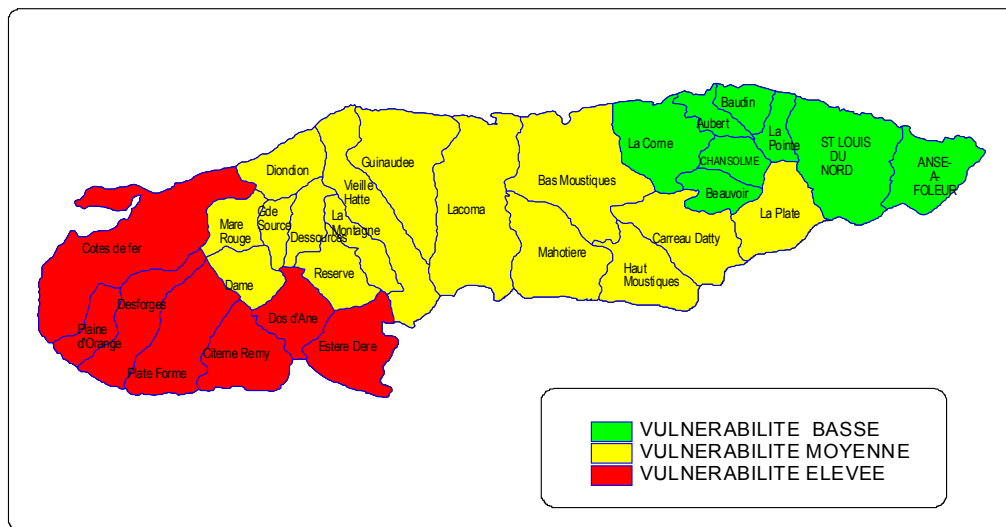 Baudin
Aubert
La
Pointe
La Corne
ST LOUIS
DU
NORD
CHANSOLME
ANSE-
A-
FOLEUR
Guinaudee
Diondion
Bas Moustiques
Vieille
Hatte
Beauvoir
Lacoma
La Plate
Gde
Source
La
Montagne
Mare
Rouge
Dessources
Carreau Datty
Cotes de fer
Mahotiere
Reserve
Haut
Moustiques
Dame
Desforges
Dos d'Ane
Plaine
d'Orange
Estere Dere
Citerne Remy
Plate Forme
VULNERABILITE BASSE
VULNERABILITE MOYENNE
VULNERABILITE ELEVEE